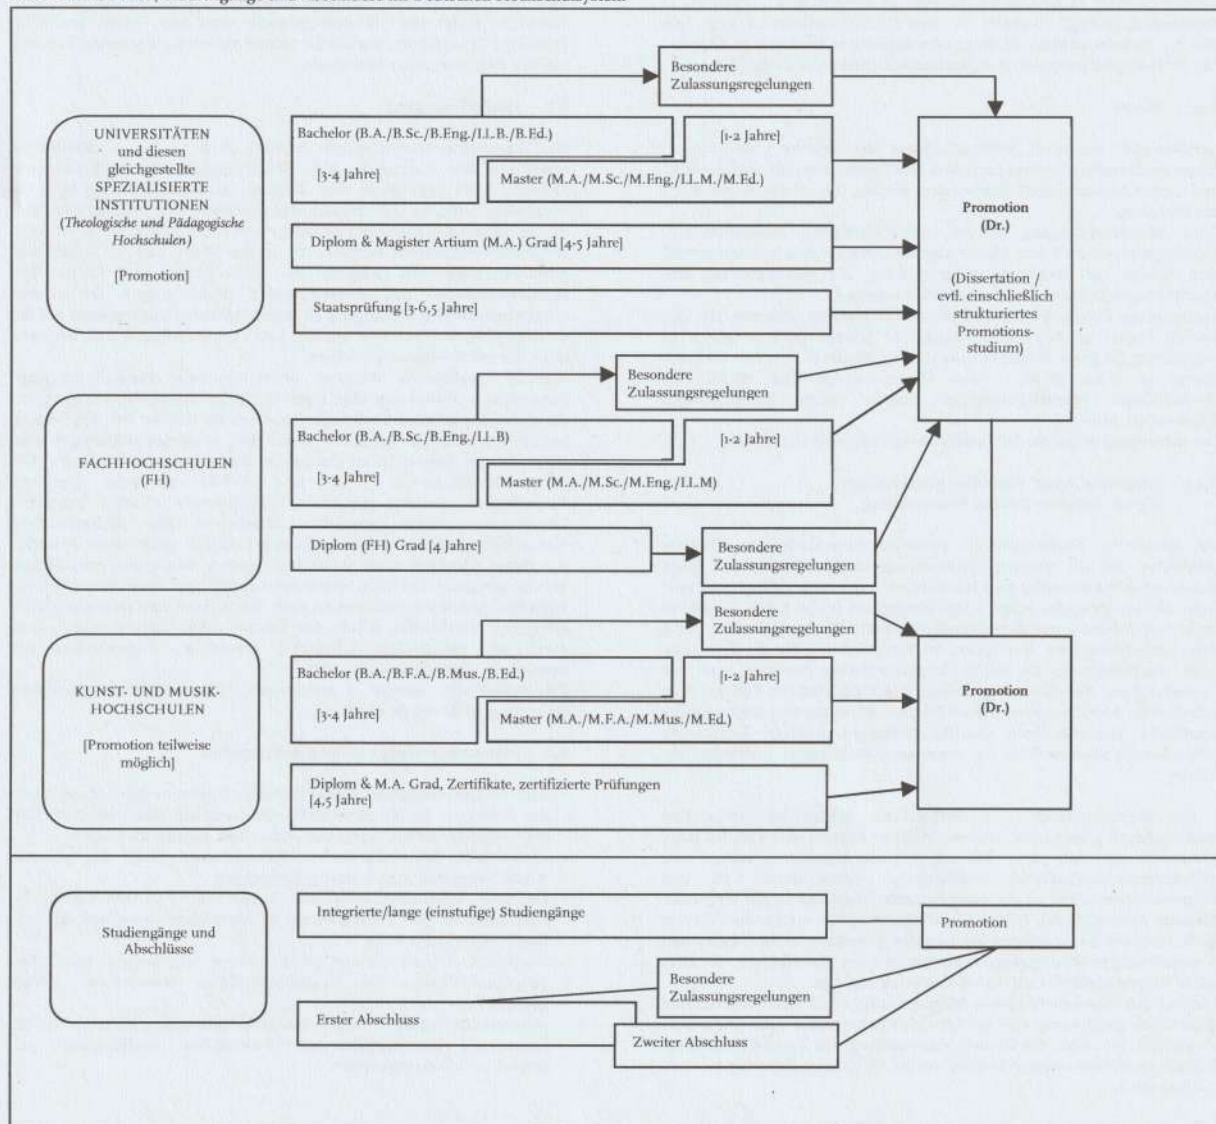 Besondere
Zulassungsregelungen
UNIVERSITÄTEN
und diesen
gleichgestellte
SPEZIALISIERTE
INSTITUTIONEN
(Theologische und Pädagogische
Hochschulen)
[Promotion]
Bachelor (B.A./B.Sc./B.Eng./LL.B./B.Ed.)
[3-4 Jahre]
[1-2 Jahre]
Master (M.A./M.Sc./M.Eng./LL.M./M.Ed.)
Diplom & Magister Artium (M.A.) Grad [4-5 Jahre]
Staatsprüfung [3-6,5 Jahre]
Promotion
(Dr.)
(Dissertation /
evtl. einschließlich
strukturiertes
Promotions-
studium)
Besondere
Zulassungsregelungen
FACHHOCHSCHULEN
(FH)
Bachelor (B.A./B.Sc./B.Eng./LL.B)
[3-4 Jahre]
[1-2 Jahre]
Master (M.A./M.Sc./M.Eng./LL.M)
Diplom (FH) Grad [4 Jahre]
Besondere
Zulassungsregelungen
Besondere
Zulassungsregelungen
KUNST- UND MUSIK-
HOCHSCHULEN
[Promotion teilweise
möglich]
Bachelor (B.A./B.F.A./B.Mus./B.Ed.)
[3-4 Jahre]
[1-2 Jahre]
Master (M.A./M.F.A./M.Mus./M.Ed.)
Diplom & M.A. Grad, Zertifikate, zertifizierte Prüfungen
[4,5 Jahre]
Promotion
(Dr.)
Studiengänge und
Abschlüsse
Integrierte/lange (einstufige) Studiengänge
Promotion
Besondere
Zulassungsregelungen
Erster Abschluss
Zweiter Abschluss